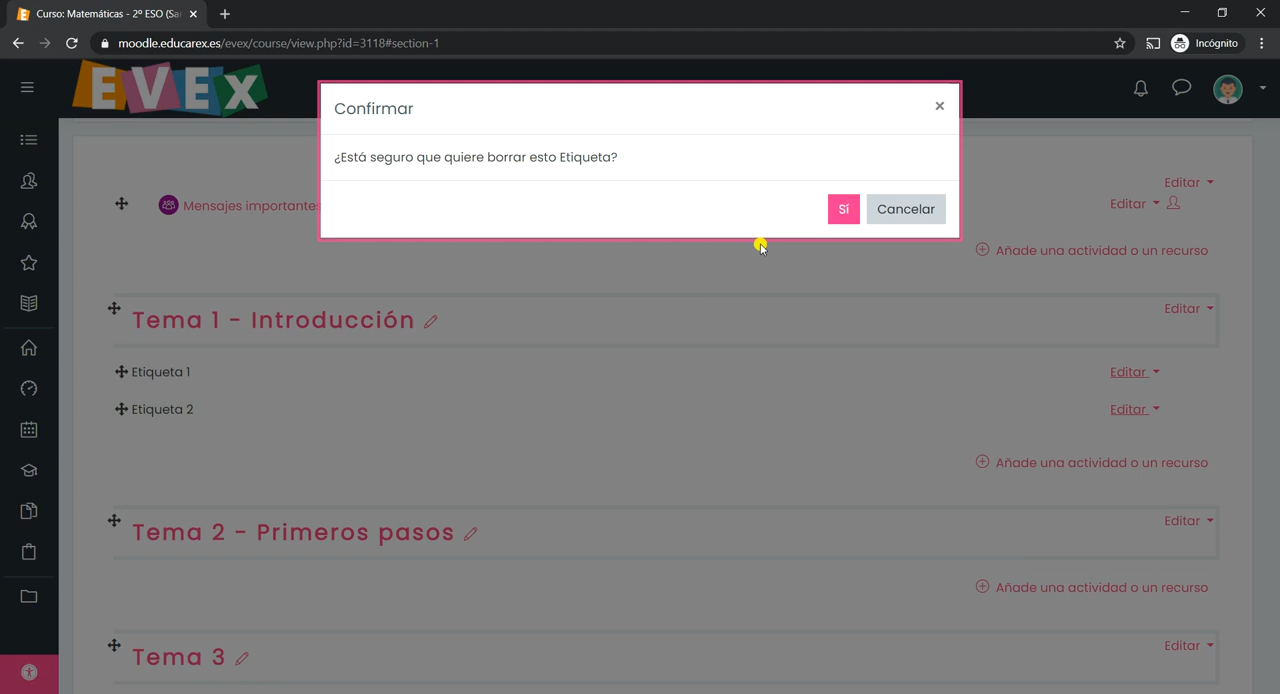 Curso: Matemáticas - 2º ESO (Sa
moodle.educarex.es/evex/course/view.php?id=3118#section-1
Incógnito
EVEX
Confirmar
¿Está seguro que quiere borrar esto Etiqueta?
Sí
Cancelar
Editar
Mensajes importantes
Editar
Añade una actividad o un recurso
Tema 1 - Introducción
Editar
Etiqueta 1
Editar
Etiqueta 2
Editar
Añade una actividad o un recurso
Tema 2 - Primeros pasos
Editar
Añade una actividad o un recurso
Tema 3
Editar